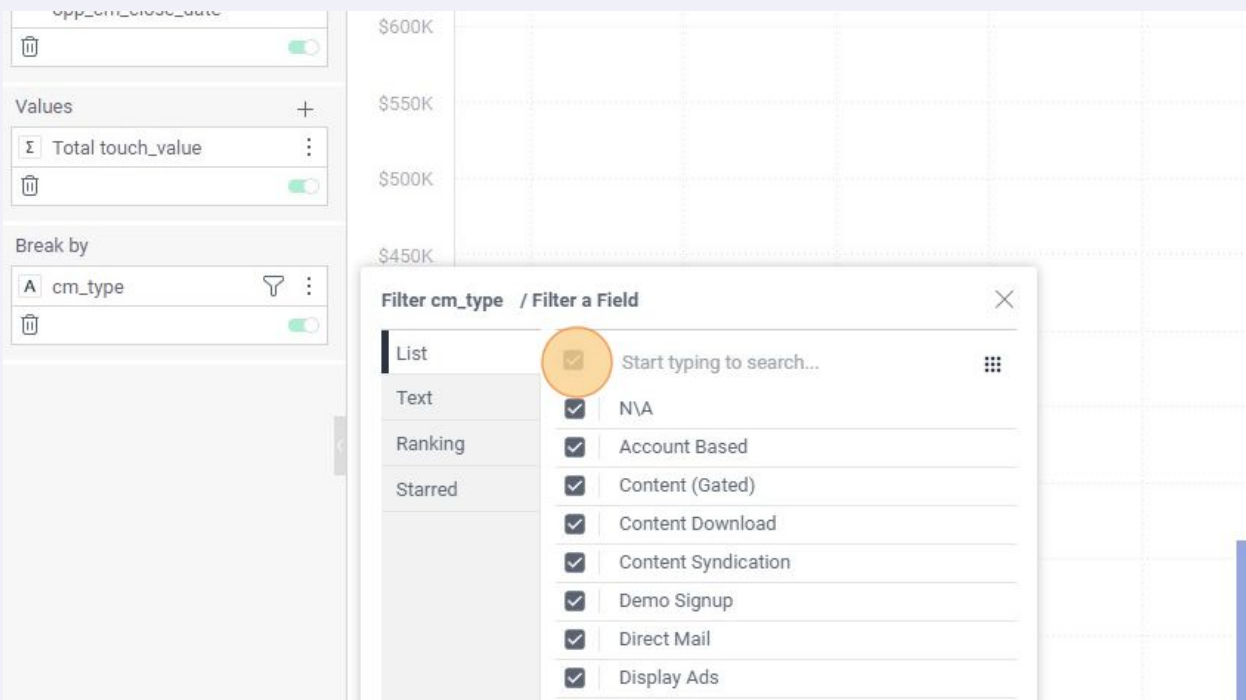 opp_cm_close_date
Values
Σ Total touch_value
Break by
A cm_type
$600K
$550K
$500K
$450K
Filter cm_type / Filter a Field
List
Text
Ranking
Starred
Start typing to search...
N\A
Account Based
Content (Gated)
Content Download
Content Syndication
Demo Signup
Direct Mail
Display Ads